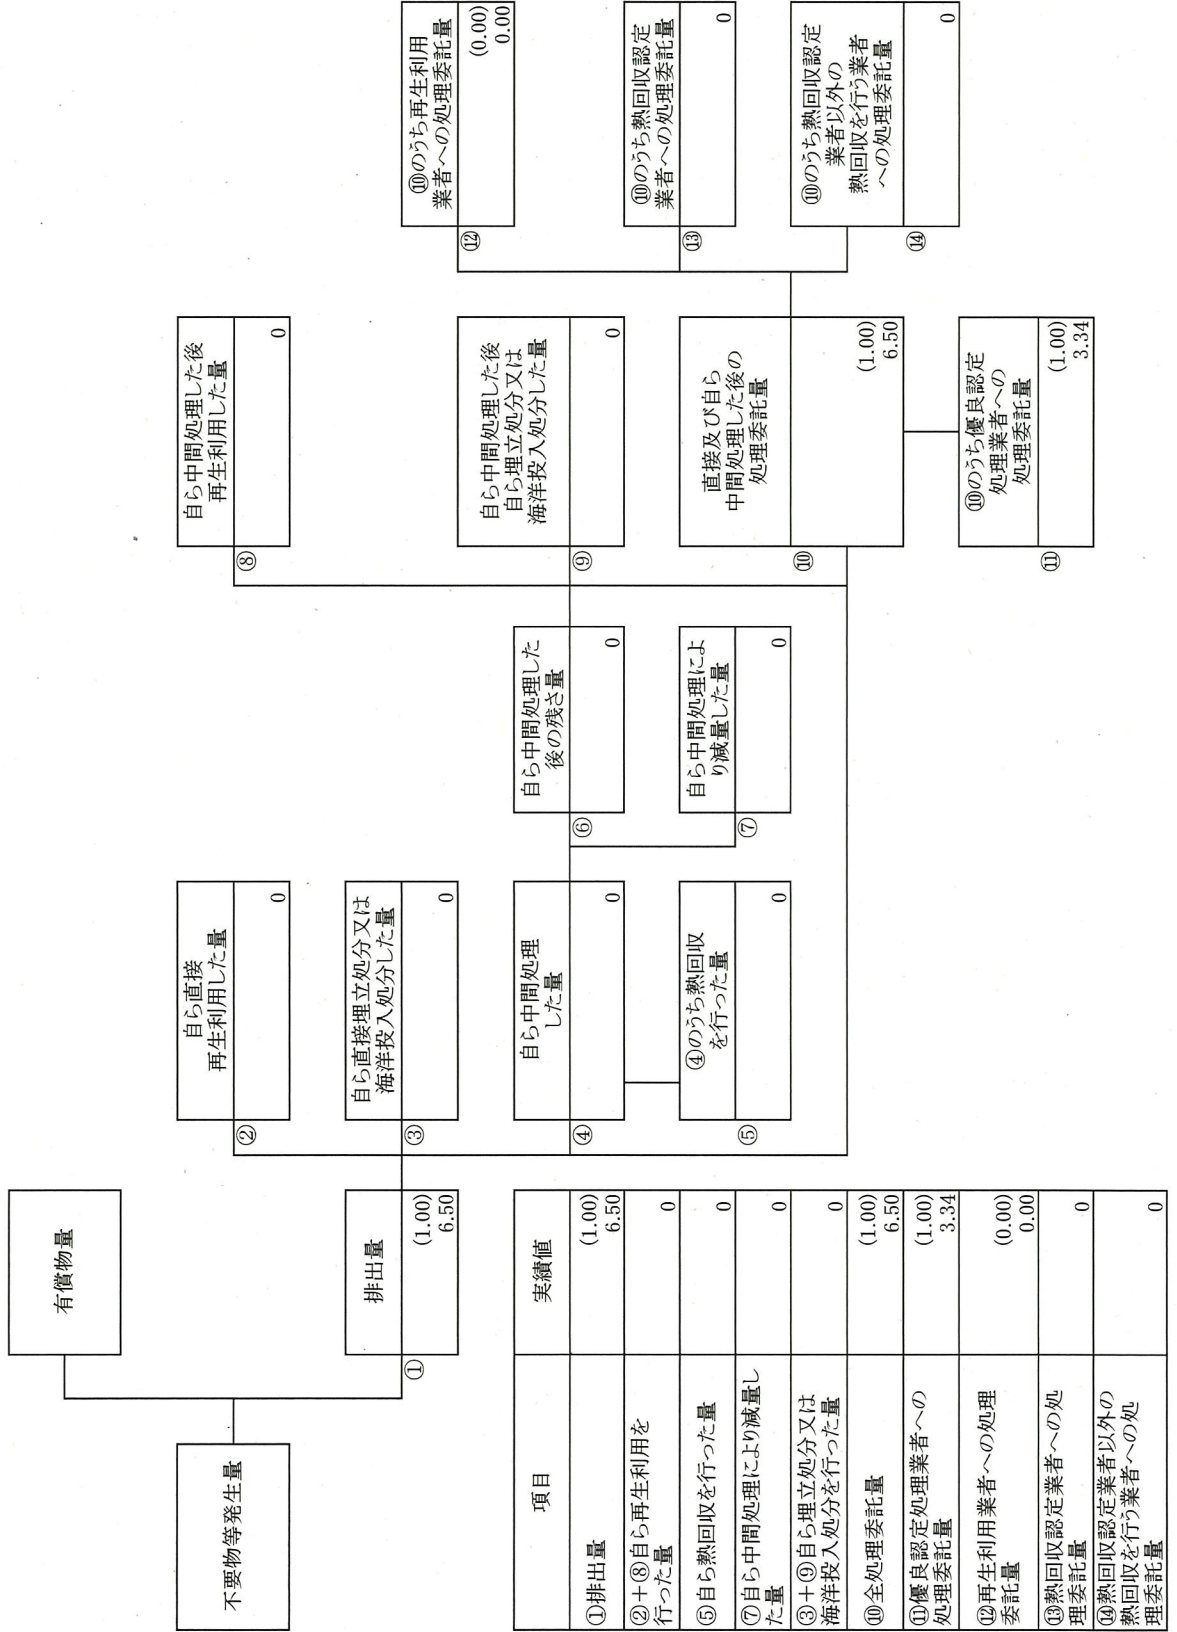 有償物量
不要物等発生量
①
排出量
(1.00)
6.50
②
自ら直接
再生利用した量
0
③
自ら直接埋立処分又は
海洋投入処分した量
0
④
自ら中間処理
した量
0
⑤
④のうち熱回収
を行った量
0
⑥
自ら中間処理した
後の残さ量
0
⑦
自ら中間処理によ
り減量した量
0
⑧
自ら中間処理した後
再生利用した量
0
⑨
自ら中間処理した後
自ら埋立処分又は
海洋投入処分した量
0
⑩
直接及び自ら
中間処理した後の
処理委託量
(1.00)
6.50
⑪
⑩のうち優良認定
処理業者への
処理委託量
(1.00)
3.34
⑫
⑩のうち再生利用
業者への処理委託量
(0.00)
0.00
⑬
⑩のうち熱回収認定
業者への処理委託量
0
⑭
⑩のうち熱回収認定
業者以外の
熱回収を行う業者
への処理委託量
0
項目
実績値
①排出量
(1.00)
6.50
②+⑧自ら再生利用を
行った量
0
⑤自ら熱回収を行った量
0
⑦自ら中間処理により減量し
た量
0
③+⑨自ら埋立処分又は
海洋投入処分を行った量
0
⑩全処理委託量
(1.00)
6.50
⑪優良認定処理業者への
処理委託量
(1.00)
3.34
⑫再生利用業者への処理
委託量
(0.00)
0.00
⑬熱回収認定業者への処
理委託量
0
⑭熱回収認定業者以外の
熱回収を行う業者への処
理委託量
0